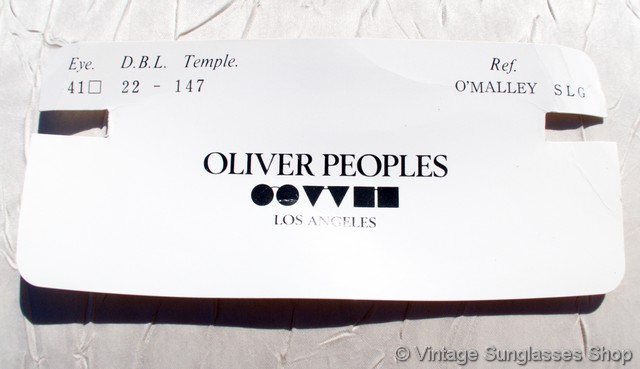 Eye. D.B.L. Temple. Ref.
41□ 22 - 147 O'MALLEY SLG
OLIVER PEOPLES
LOS ANGELES
© Vintage Sunglasses Shop